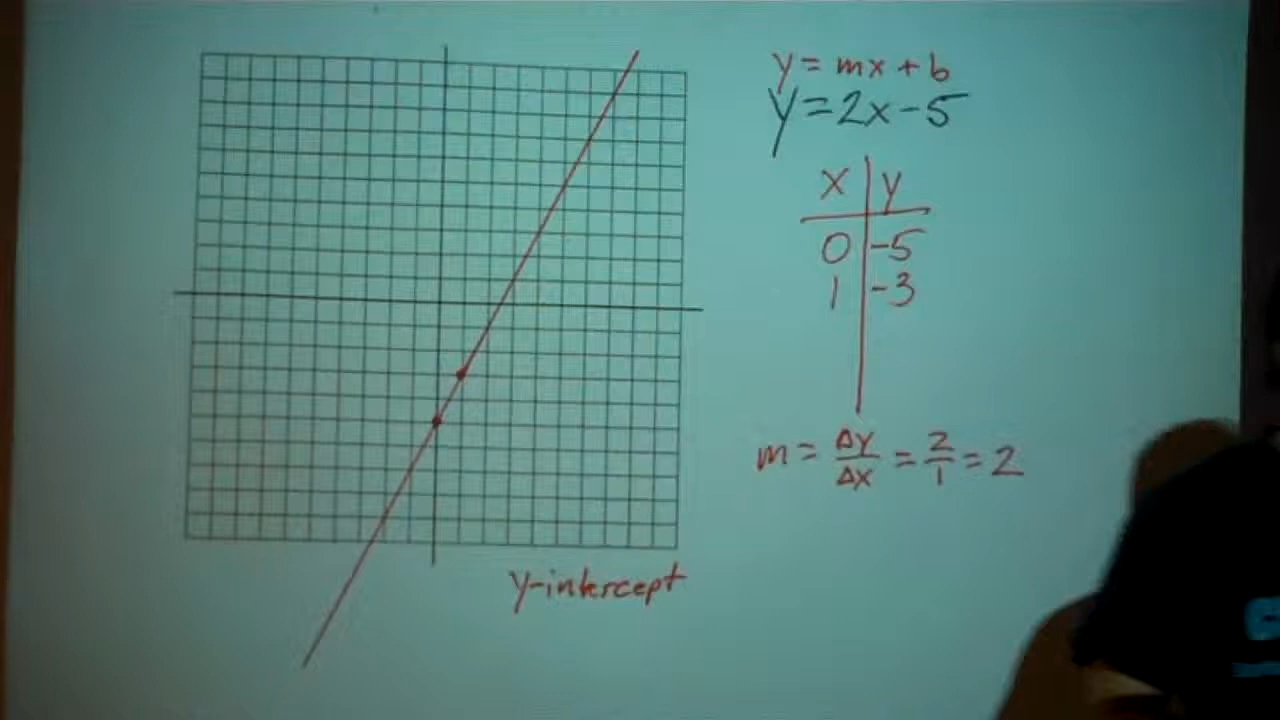 y = mx + b
y = 2x - 5
x y
0 -5
1 -3
m = Δy/Δx = 2/1 = 2
y-intercept